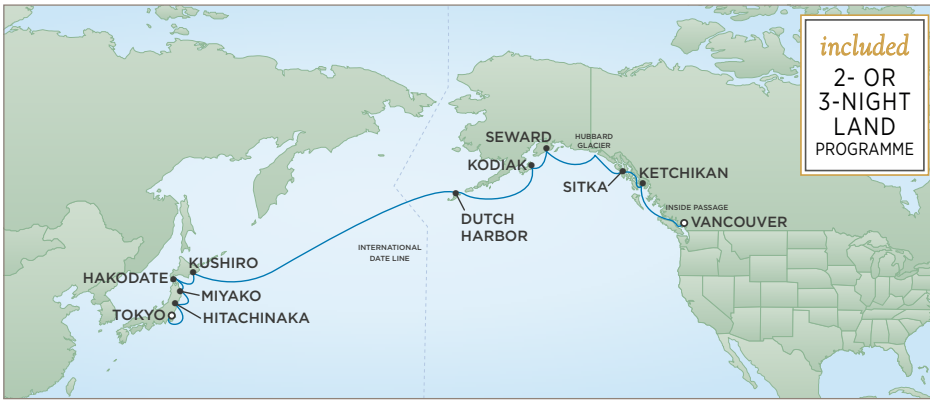 included
2- OR
3-NIGHT
LAND
PROGRAMME
SEWARD
HUBBARD
GLACIER
KODIAK
SITKA
KETCHIKAN
INSIDE PASSAGE
VANCOUVER
DUTCH
HARBOR
INTERNATIONAL
DATE LINE
KUSHIRO
HAKODATE
MIYAKO
TOKYO
HITACHINAKA